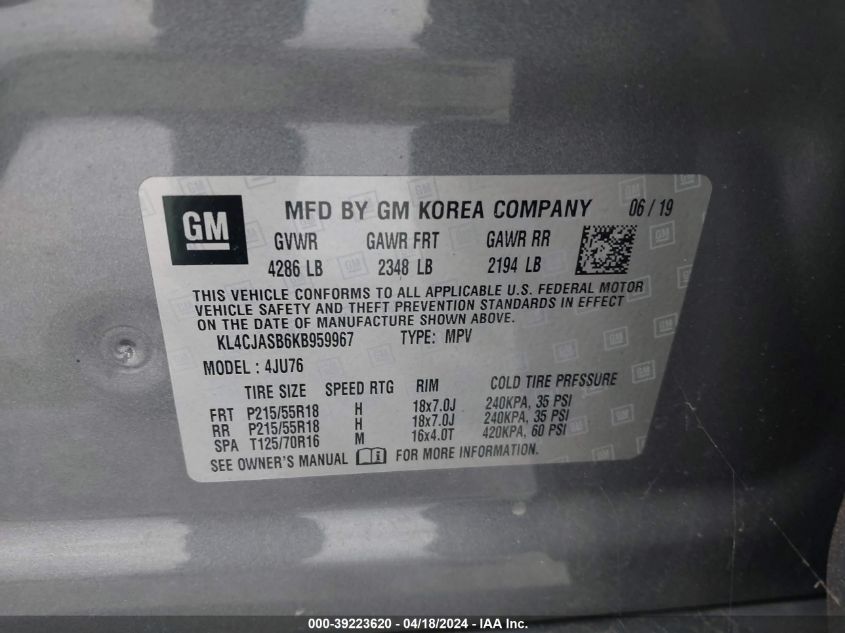 GM MFD BY GM KOREA COMPANY 06 / 19
GVWR GAWR FRT GAWR RR
4286 LB 2348 LB 2194 LB
THIS VEHICLE CONFORMS TO ALL APPLICABLE U.S. FEDERAL MOTOR
VEHICLE SAFETY AND THEFT PREVENTION STANDARDS IN EFFECT
ON THE DATE OF MANUFACTURE SHOWN ABOVE.
KL4CJASB6KB959967 TYPE: MPV
MODEL : 4JU76
TIRE SIZE SPEED RTG RIM COLD TIRE PRESSURE
FRT P215/55R18 H 18x7.0J 240KPA, 35 PSI
RR P215/55R18 H 18x7.0J 240KPA, 35 PSI
SPA T125/70R16 M 16x4.0T 420KPA, 60 PSI
SEE OWNER'S MANUAL FOR MORE INFORMATION.
000-39223620 - 04/18/2024 - IAA Inc.